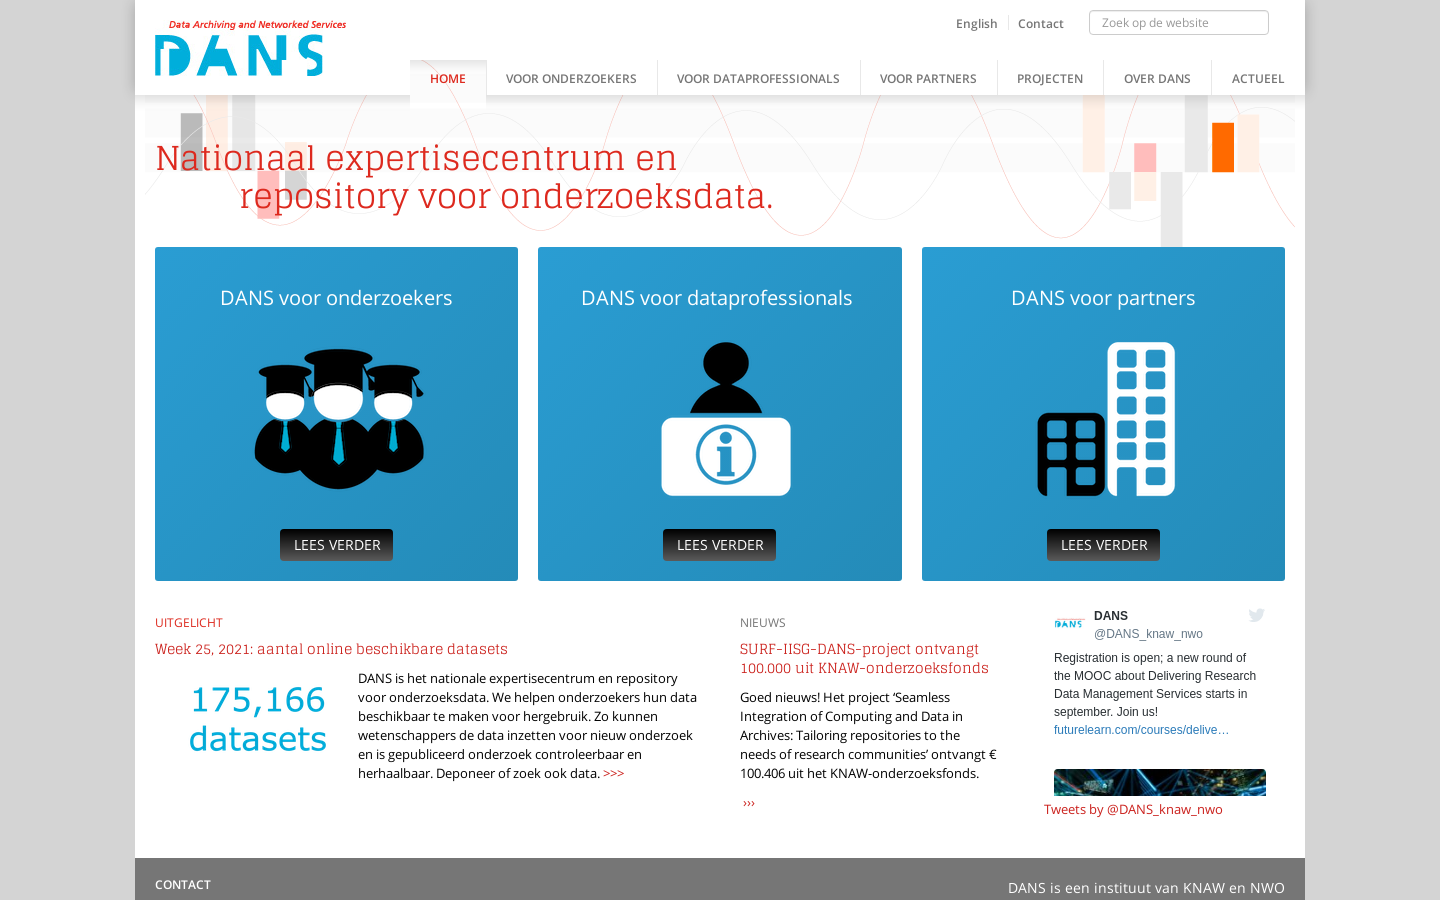 Data Archiving and Networked Services
DANS
English
Contact
Zoek op de website
HOME
VOOR ONDERZOEKERS
VOOR DATAPROFESSIONALS
VOOR PARTNERS
PROJECTEN
OVER DANS
ACTUEEL
Nationaal expertisecentrum en
repository voor onderzoeksdata.
DANS voor onderzoekers
LEES VERDER
DANS voor dataprofessionals
LEES VERDER
DANS voor partners
LEES VERDER
UITGELICHT
Week 25, 2021: aantal online beschikbare datasets
175,166
datasets
DANS is het nationale expertisecentrum en repository
voor onderzoeksdata. We helpen onderzoekers hun data
beschikbaar te maken voor hergebruik. Zo kunnen
wetenschappers de data inzetten voor nieuw onderzoek
en is gepubliceerd onderzoek controleerbaar en
herhaalbaar. Deponeer of zoek ook data. >>>
NIEUWS
SURF-IISG-DANS-project ontvangt
100.000 uit KNAW-onderzoeksfonds
Goed nieuws! Het project ‘Seamless
Integration of Computing and Data in
Archives: Tailoring repositories to the
needs of research communities’ ontvangt €
100.406 uit het KNAW-onderzoeksfonds.
›››
DANS
DANS
@DANS_knaw_nwo
Registration is open; a new round of
the MOOC about Delivering Research
Data Management Services starts in
september. Join us!
futurelearn.com/courses/delive…
Tweets by @DANS_knaw_nwo
CONTACT
DANS is een instituut van KNAW en NWO